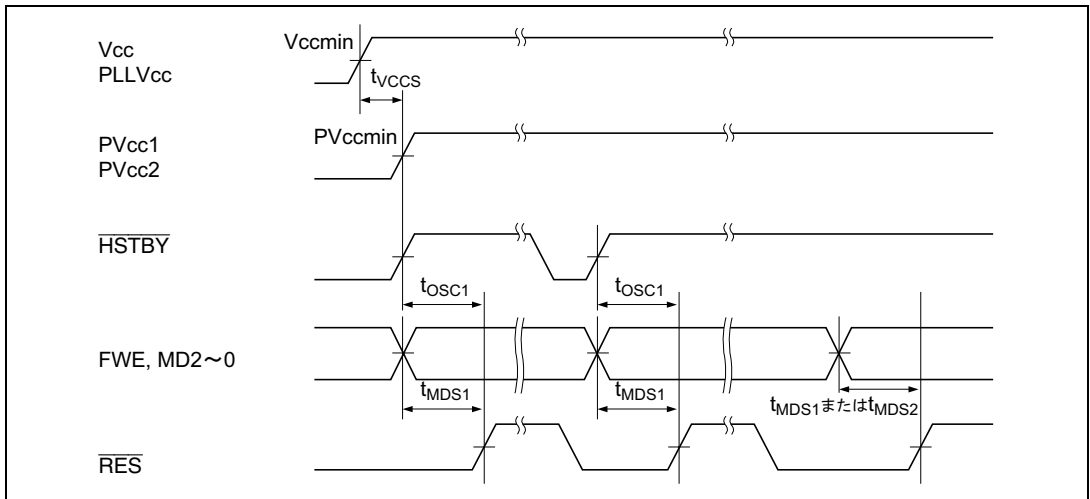 Vcc
PLLVcc
Vccmin
tVCCS
PVcc1
PVcc2
PVccmin
HSTBY
tOSC1
tOSC1
FWE, MD2～0
tMDS1
tMDS1
tMDS1またはtMDS2
RES